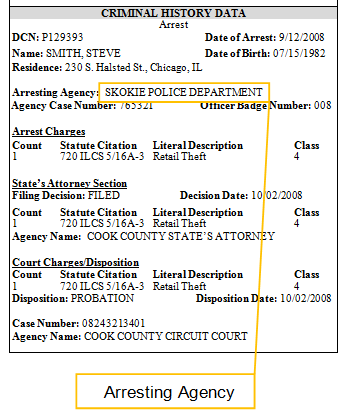 CRIMINAL HISTORY DATA
Arrest
DCN: P129393 Date of Arrest: 9/12/2008
Name: SMITH, STEVE Date of Birth: 07/15/1982
Residence: 230 S. Halsted St., Chicago, IL
Arresting Agency: SKOKIE POLICE DEPARTMENT
Agency Case Number: 765321 Officer Badge Number: 008
Arrest Charges
Count Statute Citation Literal Description Class
1 720 ILCS 5/16A-3 Retail Theft 4
State's Attorney Section
Filing Decision: FILED Decision Date: 10/02/2008
Count Statute Citation Literal Description Class
1 720 ILCS 5/16A-3 Retail Theft 4
Agency Name: COOK COUNTY STATE'S ATTORNEY
Court Charges/Disposition
Count Statute Citation Literal Description Class
1 720 ILCS 5/16A-3 Retail Theft 4
Disposition: PROBATION Disposition Date: 10/02/2008
Case Number: 08243213401
Agency Name: COOK COUNTY CIRCUIT COURT
Arresting Agency